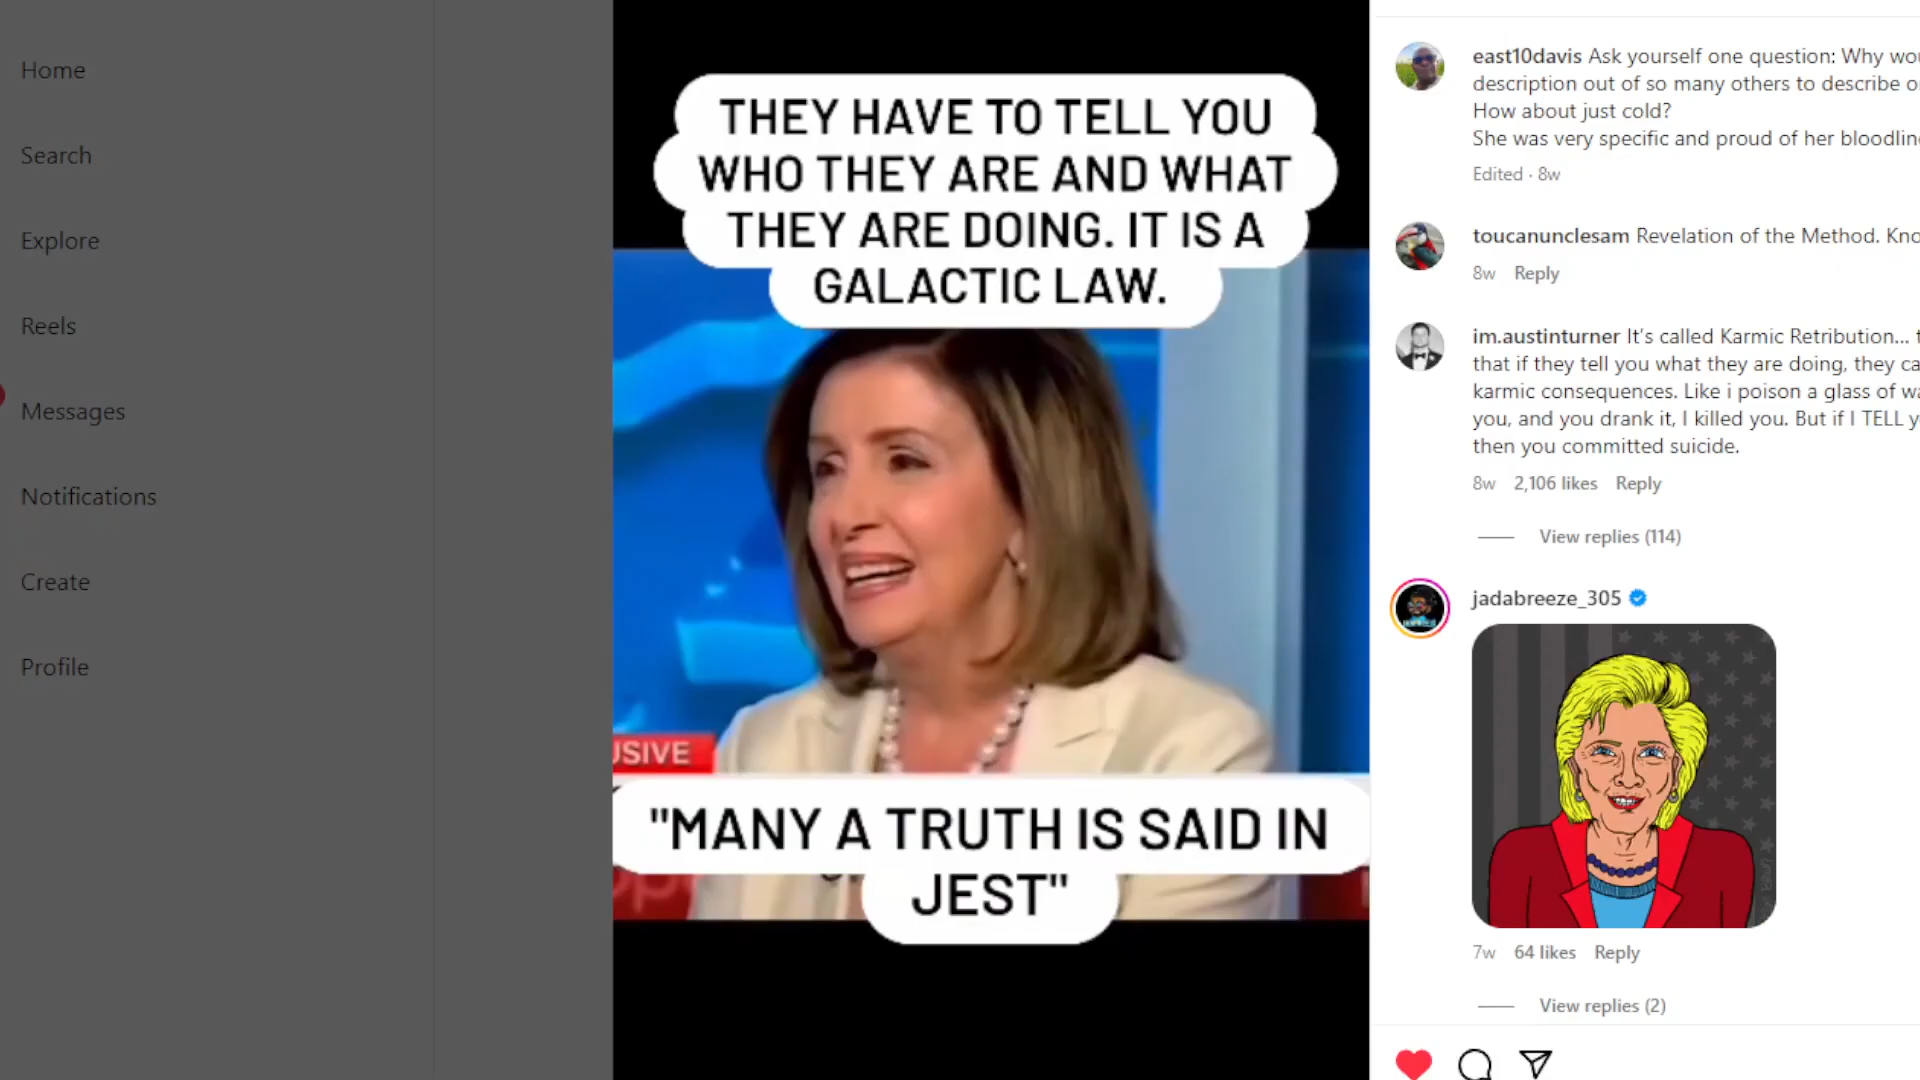 Home
Search
Explore
Reels
Messages
Notifications
Create
Profile
THEY HAVE TO TELL YOU
WHO THEY ARE AND WHAT
THEY ARE DOING. IT IS A
GALACTIC LAW.
USIVE
"MANY A TRUTH IS SAID IN
JEST"
east10davis Ask yourself one question: Why
description out of so many others to describe
How about just cold?
She was very specific and proud of her
Edited · 8w
toucanunclesam Revelation of the Method.
8w Reply
im.austinturner It's called Karmic Retribution...
that if they tell you what they are doing, they
karmic consequences. Like i poison a glass of
you, and you drank it, I killed you. But if I TELL
then you committed suicide.
8w 2,106 likes Reply
View replies (114)
jadabreeze_305
7w 64 likes Reply
View replies (2)